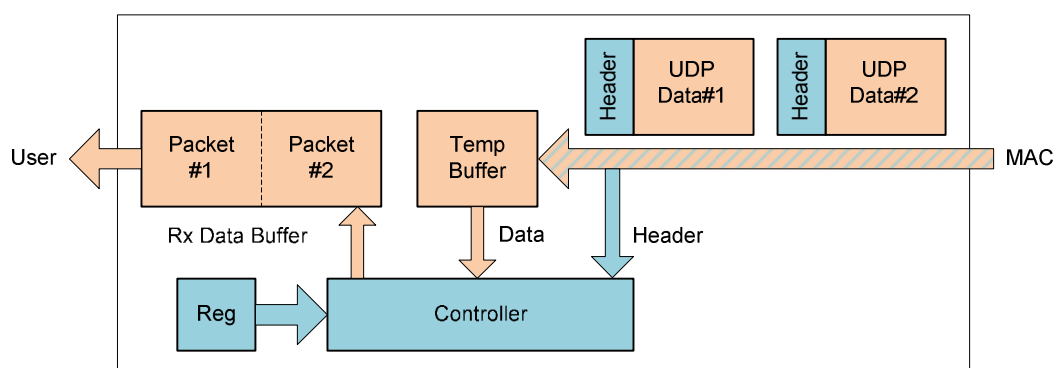 Header
UDP
Data#1
Header
UDP
Data#2
User
Packet
#1
Packet
#2
Temp
Buffer
MAC
Rx Data Buffer
Data
Header
Reg
Controller